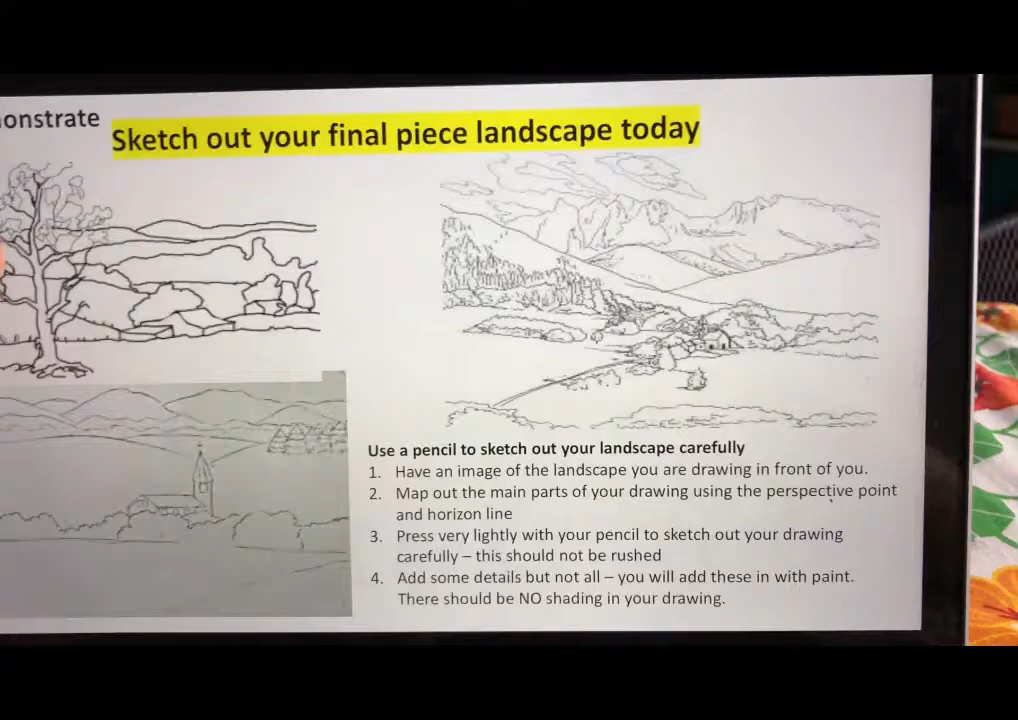 onstrate
Sketch out your final piece landscape today
Use a pencil to sketch out your landscape carefully
1. Have an image of the landscape you are drawing in front of you.
2. Map out the main parts of your drawing using the perspective point
and horizon line
3. Press very lightly with your pencil to sketch out your drawing
carefully – this should not be rushed
4. Add some details but not all – you will add these in with paint.
There should be NO shading in your drawing.